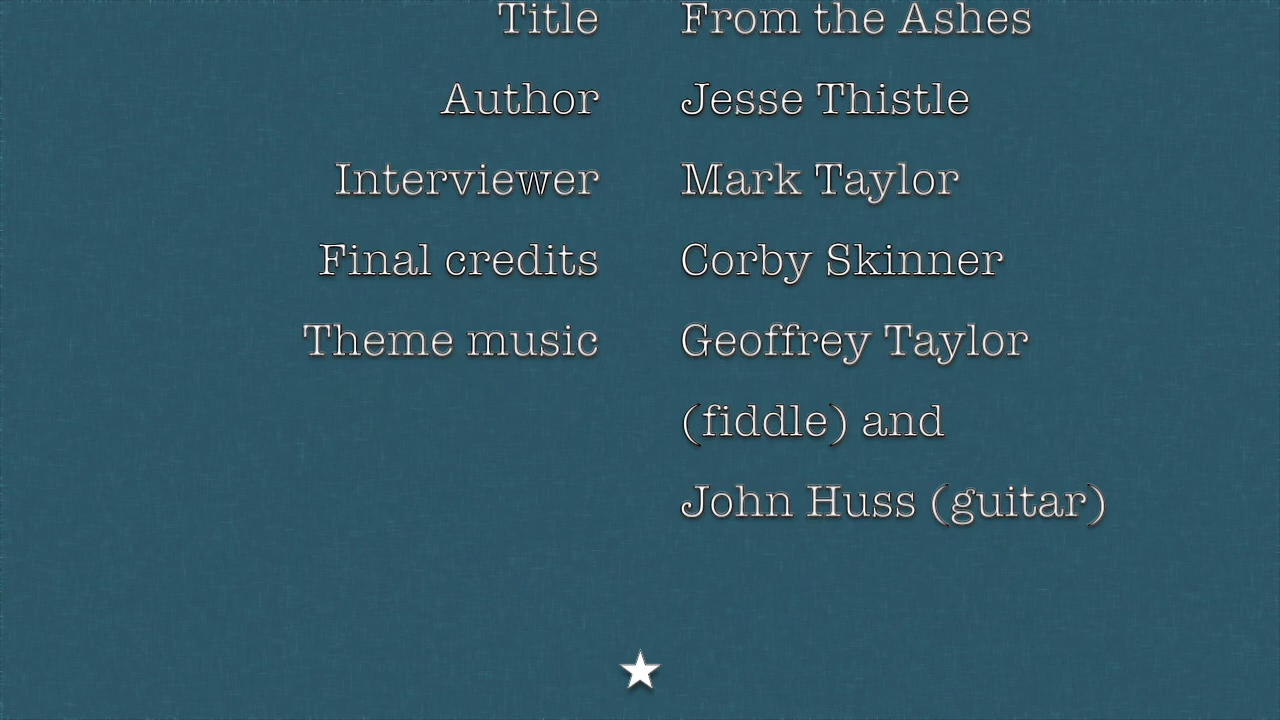 Title From the Ashes
Author Jesse Thistle
Interviewer Mark Taylor
Final credits Corby Skinner
Theme music Geoffrey Taylor
(fiddle) and
John Huss (guitar)